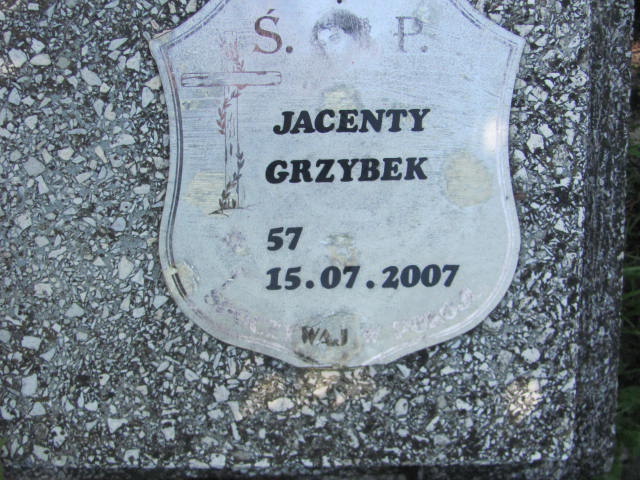 Ś. P.
JACENTY
GRZYBEK
57
15.07.2007